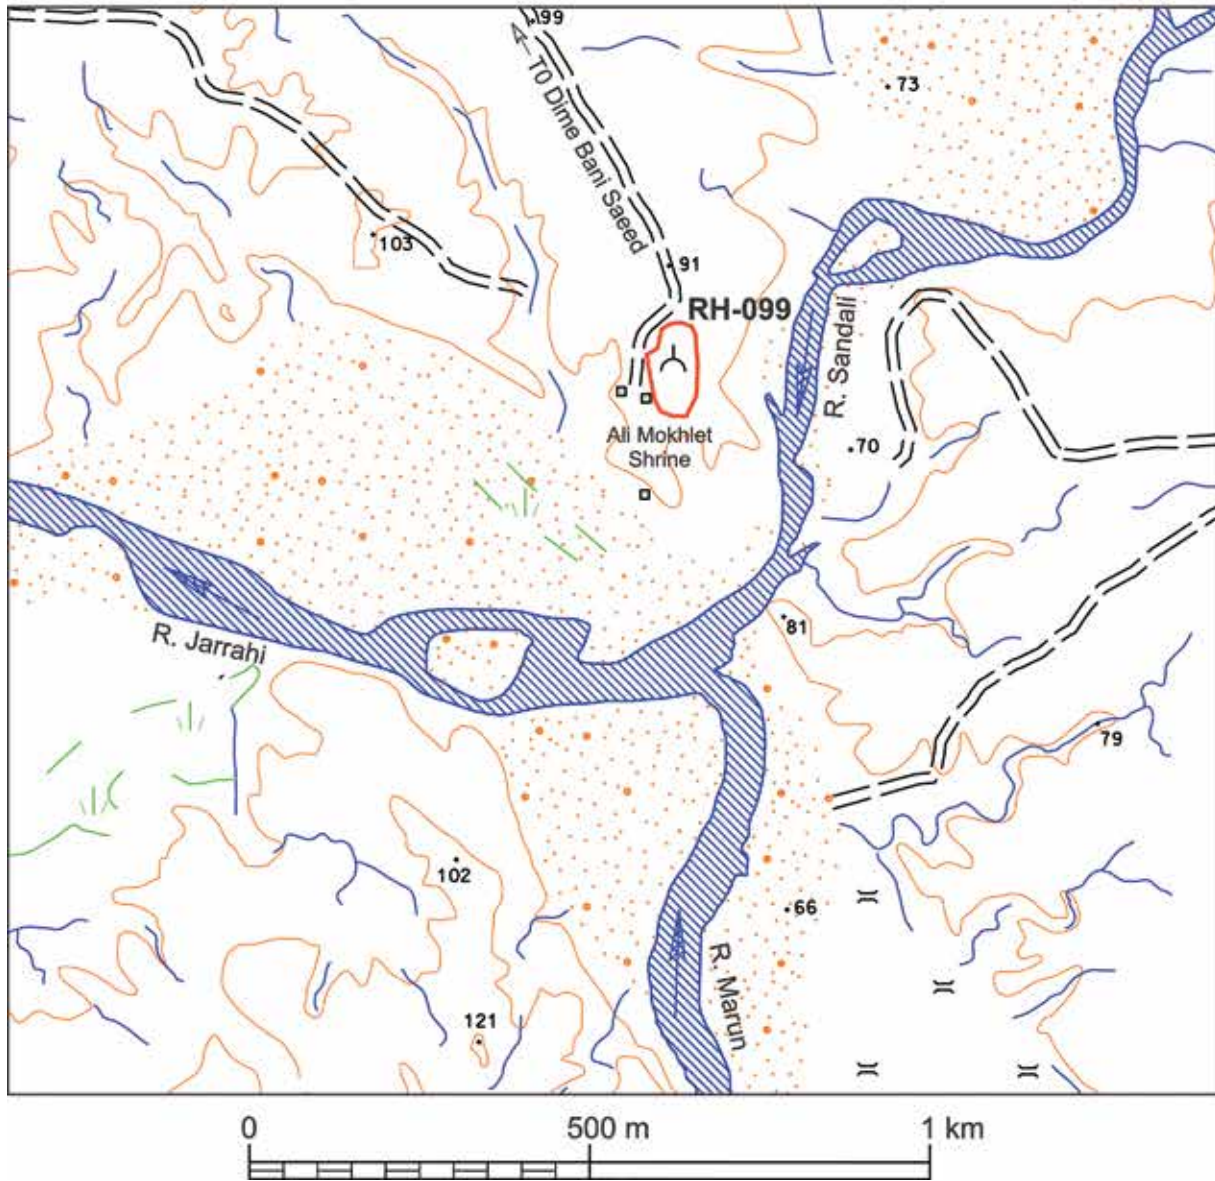 99
T0 Dime Bani Saeed
73
103
91
RH-099
R. Sandali
Ali Mokhlet
Shrine
70
81
R. Jarrahi
79
102
66
R. Marun
121
0
500 m
1 km